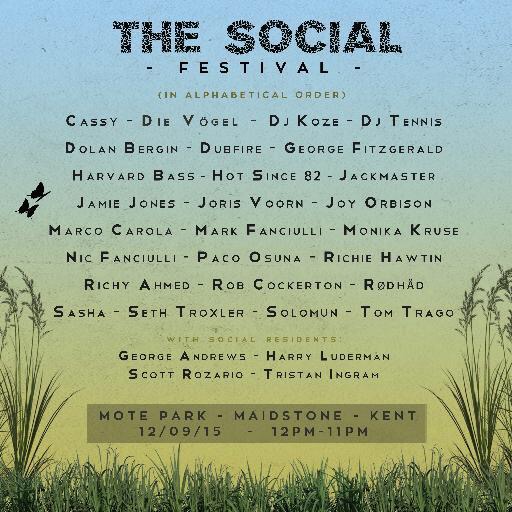 THE SOCIAL
- FESTIVAL -
(IN ALPHABETICAL ORDER)
CASSY - DIE VÖGEL - DJ KOZE - DJ TENNIS
DOLAN BERGIN - DUBFIRE - GEORGE FITZGERALD
HARVARD BASS - HOT SINCE 82 - JACKMASTER
JAMIE JONES - JORIS VOORN - JOY ORBISON
MARCO CAROLA - MARK FANCIULLI - MONIKA KRUSE
NIC FANCIULLI - PACO OSUNA - RICHIE HAWTIN
RICHY AHMED - ROB COCKERTON - RØDHÅD
SASHA - SETH TROXLER - SOLOMUN - TOM TRAGO
WITH SOCIAL RESIDENTS:
GEORGE ANDREWS - HARRY LUDERMAN
SCOTT ROZARIO - TRISTAN INGRAM
MOTE PARK - MAIDSTONE - KENT
12/09/15 - 12PM-11PM